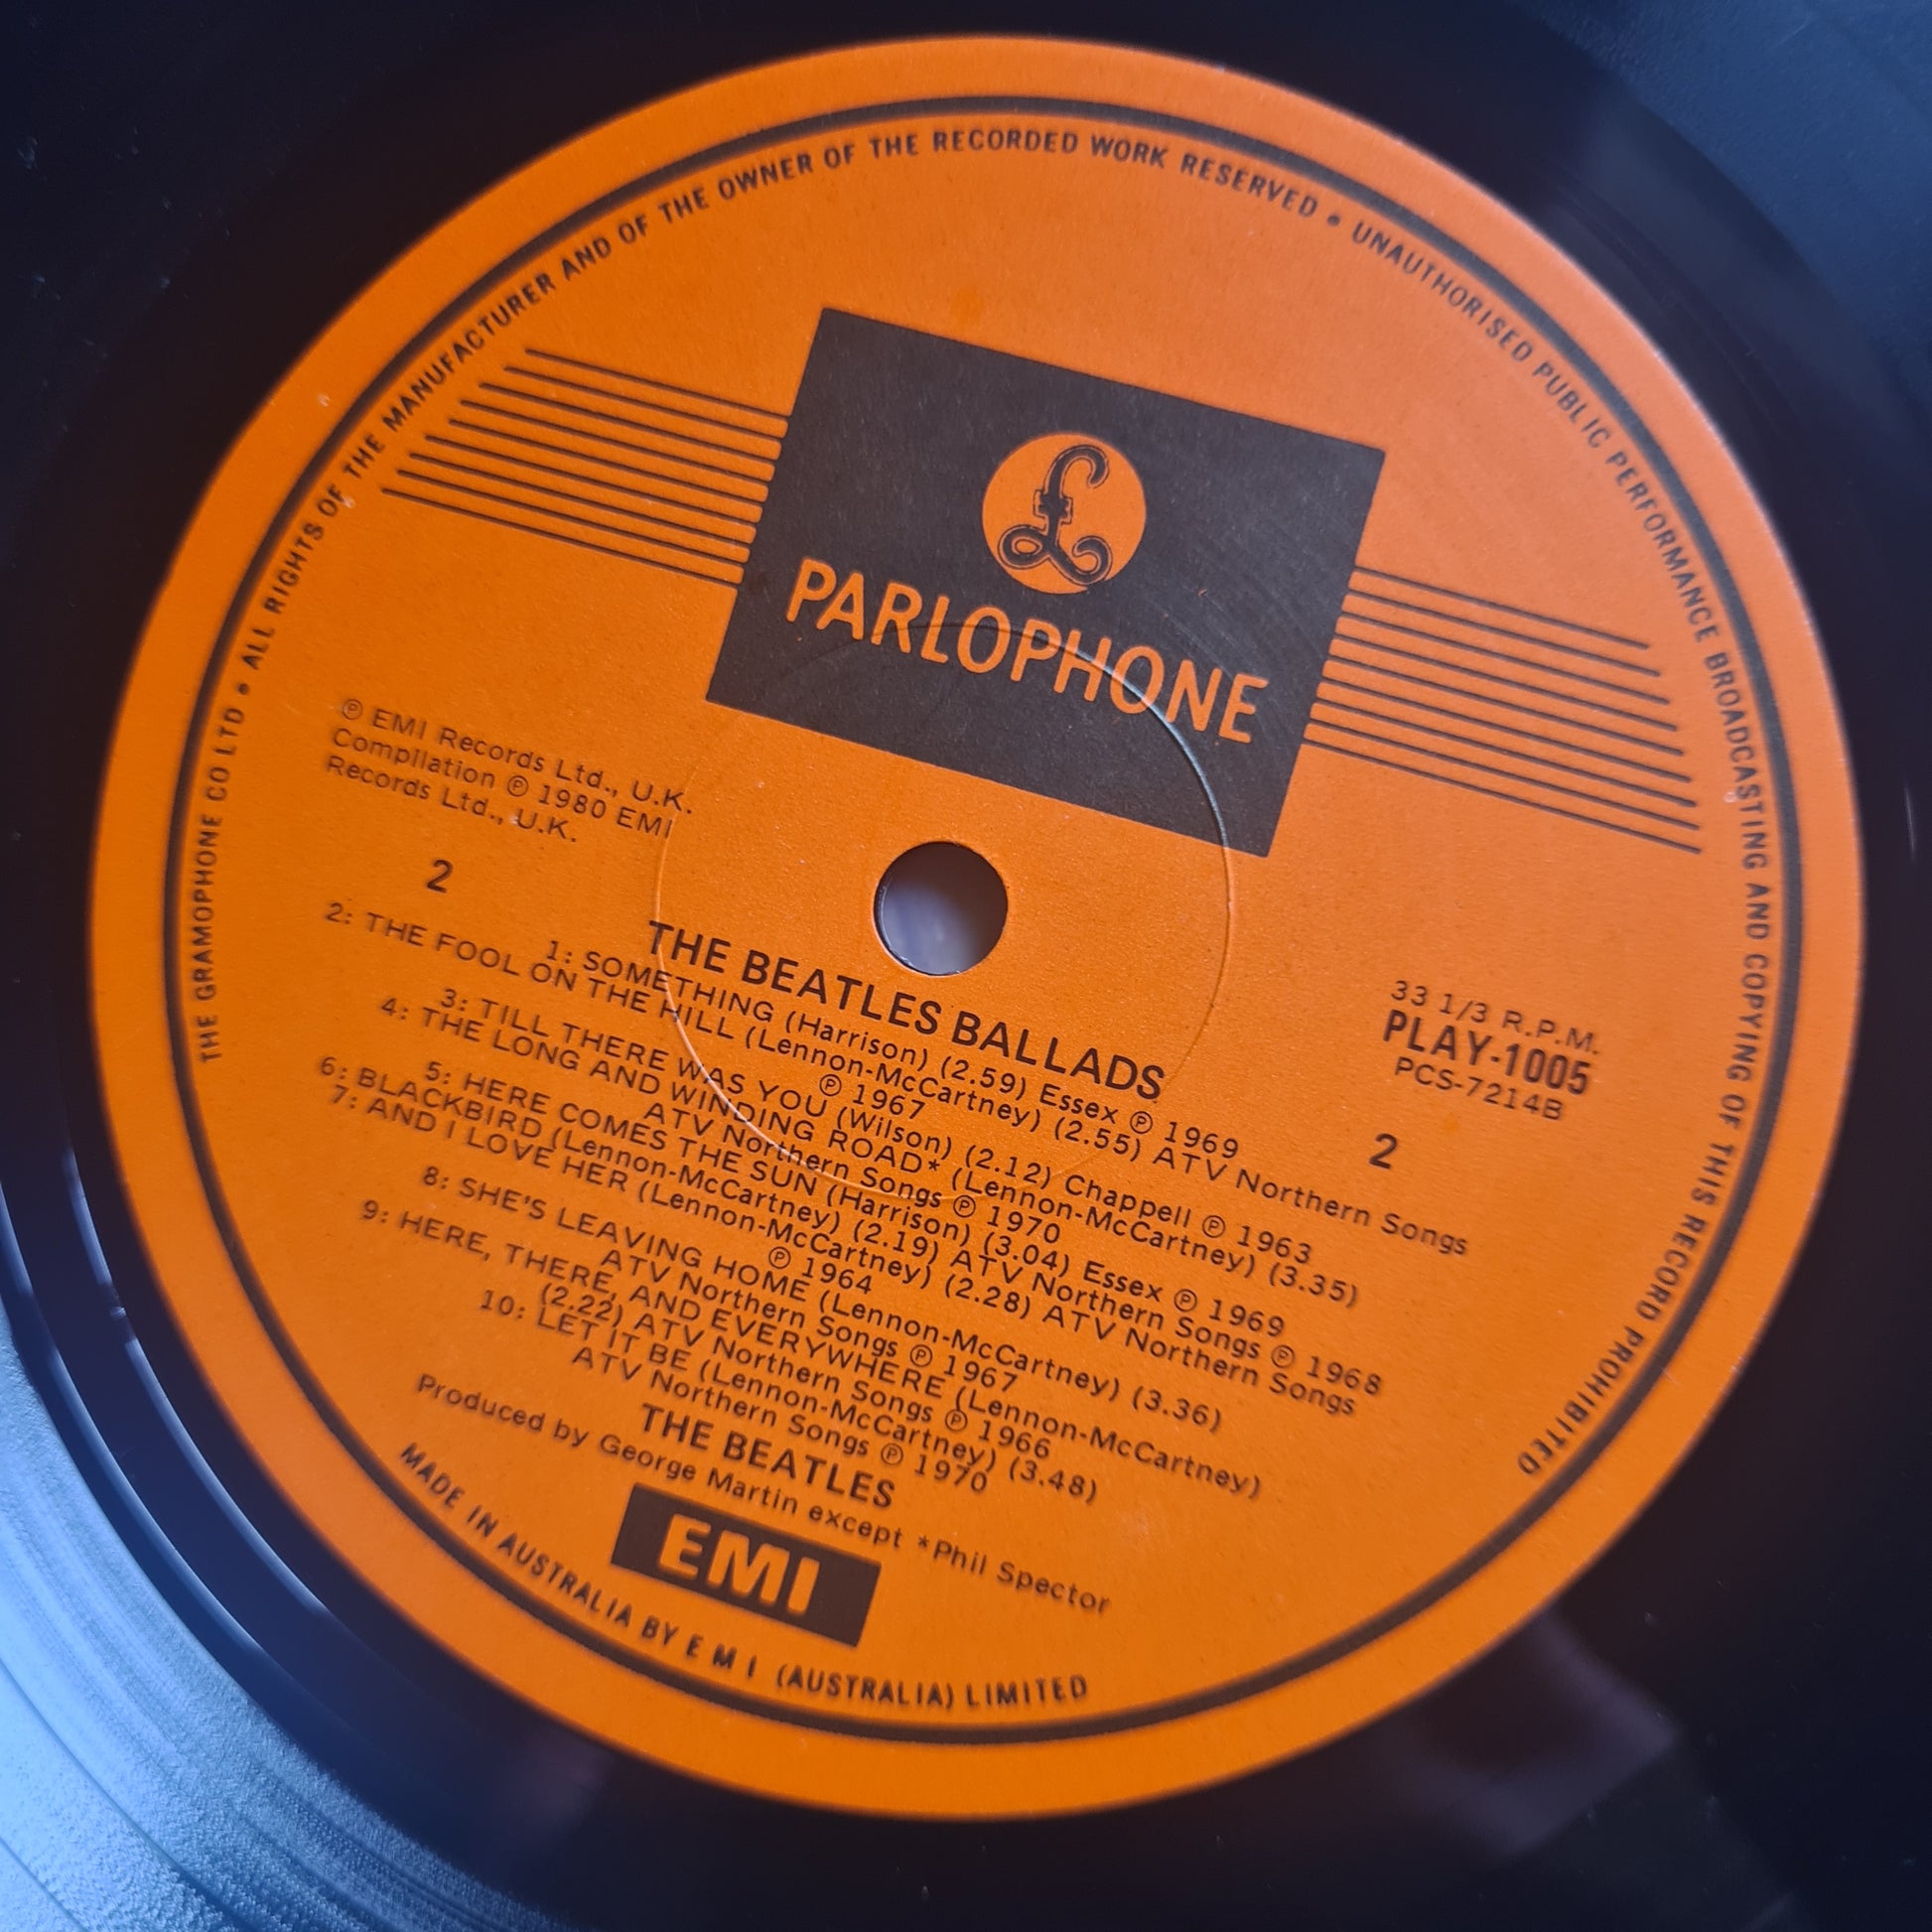 THE GRAMOPHONE CO LTD • ALL RIGHTS OF THE MANUFACTURER AND OF THE OWNER OF THE RECORDED WORK RESERVED • UNAUTHORISED PUBLIC PERFORMANCE BROADCASTING AND COPYING OF THIS RECORD PROHIBITED
£
PARLOPHONE
℗ EMI Records Ltd., U.K.
Compilation ℗ 1980 EMI
Records Ltd., U.K.
2
33 1/3 R.P.M.
PLAY-1005
PCS-7214B
2
THE BEATLES BALLADS
1: SOMETHING (Harrison) (2.59) Essex ℗ 1969
2: THE FOOL ON THE HILL (Lennon-McCartney) (2.55) ATV Northern Songs
℗ 1967
3: TILL THERE WAS YOU (Wilson) (2.12) Chappell ℗ 1963
4: THE LONG AND WINDING ROAD* (Lennon-McCartney) (3.35)
ATV Northern Songs ℗ 1970
5: HERE COMES THE SUN (Harrison) (3.04) Essex ℗ 1969
6: BLACKBIRD (Lennon-McCartney) (2.19) ATV Northern Songs ℗ 1968
7: AND I LOVE HER (Lennon-McCartney) (2.28) ATV Northern Songs
℗ 1964
8: SHE'S LEAVING HOME (Lennon-McCartney) (3.36)
ATV Northern Songs ℗ 1967
9: HERE, THERE, AND EVERYWHERE (Lennon-McCartney)
(2.22) ATV Northern Songs ℗ 1966
10: LET IT BE (Lennon-McCartney) (3.48)
ATV Northern Songs ℗ 1970
THE BEATLES
Produced by George Martin except *Phil Spector
EMI
MADE IN AUSTRALIA BY E M I (AUSTRALIA) LIMITED